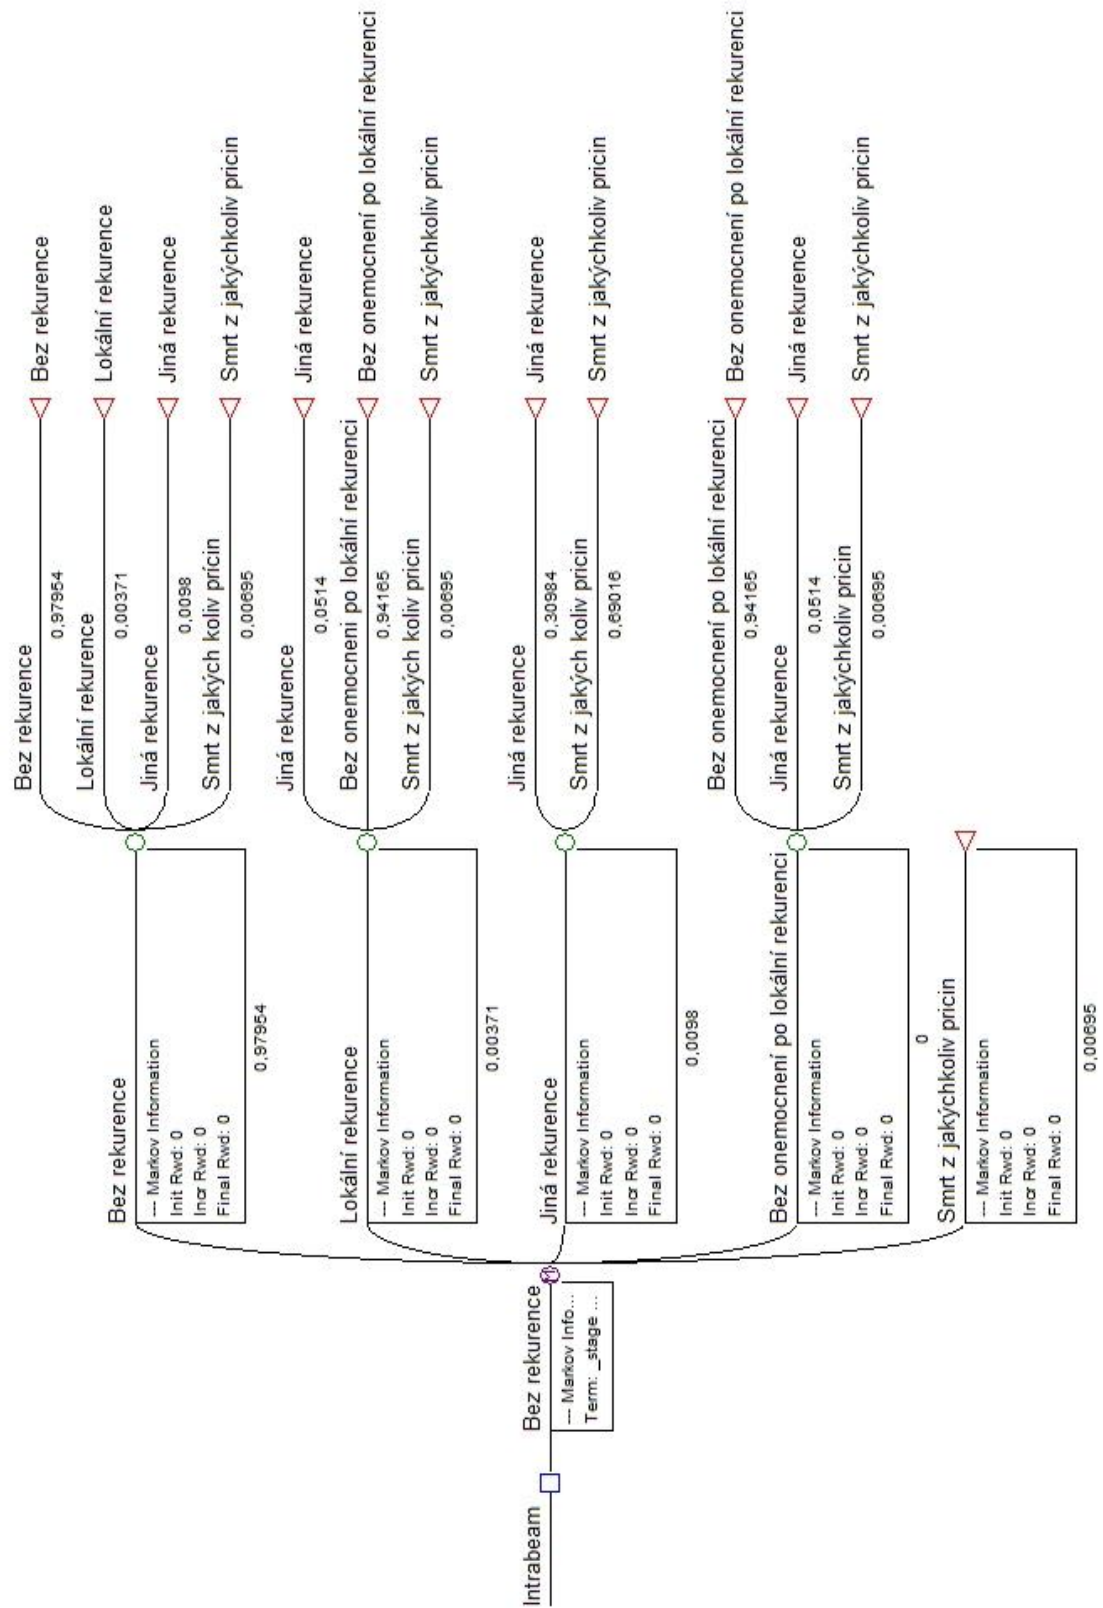 Intrabeam
Bez rekurence
--- Markov Info...
Term: _stage ...
Bez rekurence
--- Markov Information
Init Rwd: 0
Incr Rwd: 0
Final Rwd: 0
0,97954
Bez rekurence
0,97954
Bez rekurence
Lokální rekurence
0,00371
Lokální rekurence
Jiná rekurence
0,0098
Jiná rekurence
Smrt z jakých koliv prícin
0,00695
Smrt z jakýchkoliv pricin
Lokální rekurence
--- Markov Information
Init Rwd: 0
Incr Rwd: 0
Final Rwd: 0
0,00371
Jiná rekurence
0,0514
Jiná rekurence
Bez onemocnení po lokální rekurenci
0,94165
Bez onemocnení po lokální rekurenci
Smrt z jakých koliv pricin
0,00695
Smrt z jakýchkoliv pricin
Jiná rekurence
--- Markov Information
Init Rwd: 0
Incr Rwd: 0
Final Rwd: 0
0,0098
Jiná rekurence
0,30984
Jiná rekurence
Smrt z jakých koliv pricin
0,69016
Smrt z jakýchkoliv pricin
Bez onemocnení po lokální rekurenci
--- Markov Information
Init Rwd: 0
Incr Rwd: 0
Final Rwd: 0
0
Bez onemocnení po lokální rekurenci
0,94165
Bez onemocnení po lokální rekurenci
Jiná rekurence
0,0514
Jiná rekurence
Smrt z jakýchkoliv pricin
0,00695
Smrt z jakýchkoliv pricin
Smrt z jakýchkoliv pricin
--- Markov Information
Init Rwd: 0
Incr Rwd: 0
Final Rwd: 0
0,00695